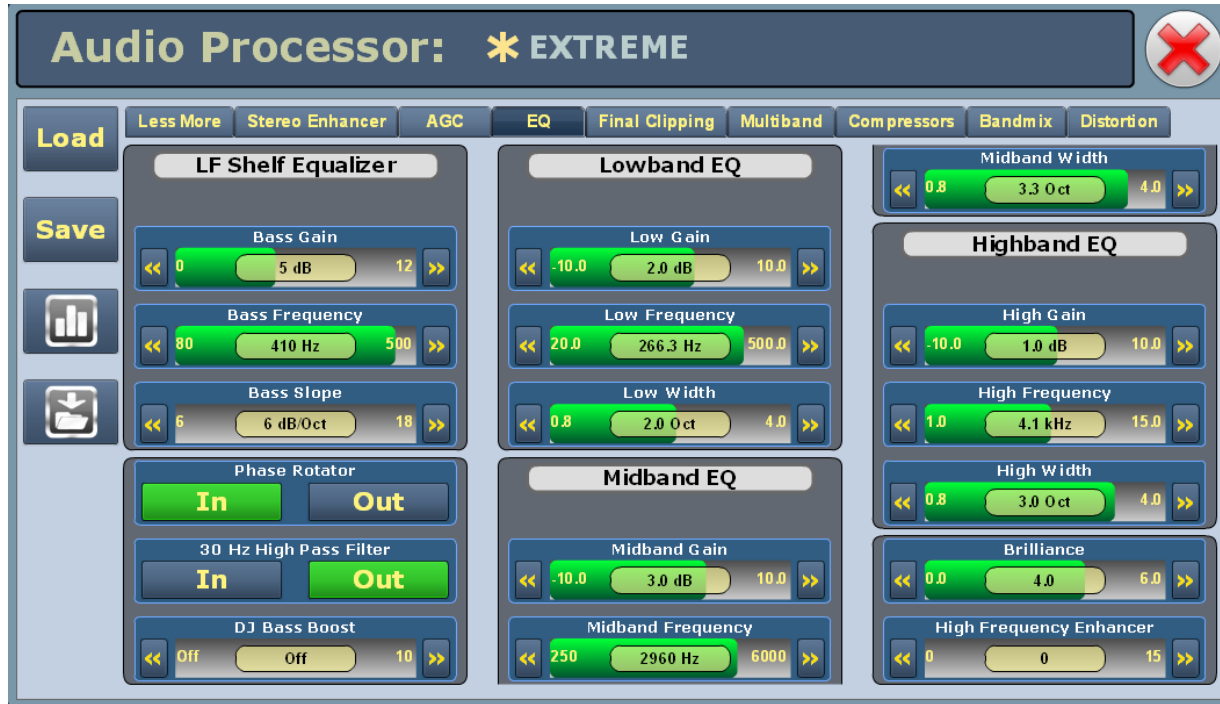 Audio Processor: * EXTREME
Load
Save
Less More Stereo Enhancer AGC EQ Final Clipping Multiband Compressors Bandmix Distortion
LF Shelf Equalizer
Bass Gain
« 0 5 dB 12 »
Bass Frequency
« 80 410 Hz 500 »
Bass Slope
« 6 6 dB/Oct 18 »
Phase Rotator
In Out
30 Hz High Pass Filter
In Out
DJ Bass Boost
« Off Off 10 »
Lowband EQ
Low Gain
« -10.0 2.0 dB 10.0 »
Low Frequency
« 20.0 266.3 Hz 500.0 »
Low Width
« 0.8 2.0 Oct 4.0 »
Midband EQ
Midband Gain
« -10.0 3.0 dB 10.0 »
Midband Frequency
« 250 2960 Hz 6000 »
Midband Width
« 0.8 3.3 Oct 4.0 »
Highband EQ
High Gain
« -10.0 1.0 dB 10.0 »
High Frequency
« 1.0 4.1 kHz 15.0 »
High Width
« 0.8 3.0 Oct 4.0 »
Brilliance
« 0.0 4.0 6.0 »
High Frequency Enhancer
« 0 0 15 »